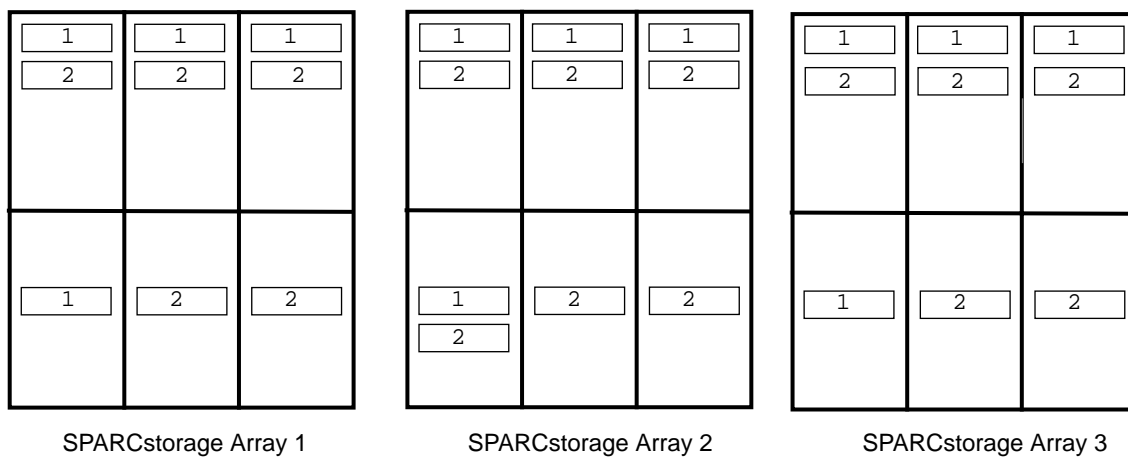 1 1 1 1 1 1 1 1 1
2 2 2 2 2 2 2 2 2
1 2 2 1 2 2 1 2 2
2
SPARCstorage Array 1 SPARCstorage Array 2 SPARCstorage Array 3